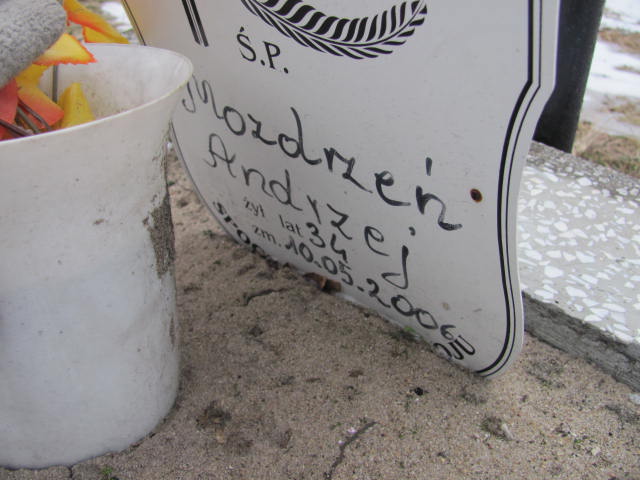 Ś.P.
Mozdrzeń
Andrzej
żył lat 34
zm. 10.05.2006